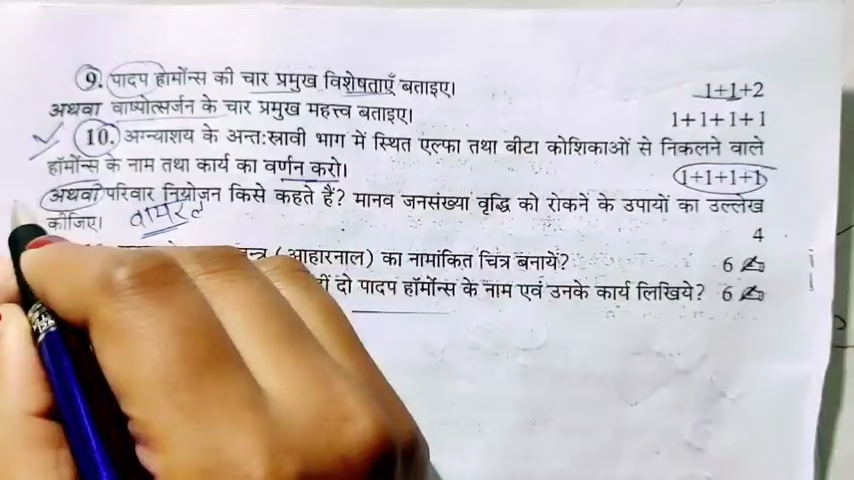 9. पादप होर्मोन्स की चार प्रमुख विशेषताएँ बताइए। 1+1+2
अथवा वाष्पोत्सर्जन के चार प्रमुख महत्त्व बताइए। 1+1+1+1
10. अग्न्याशय के अन्त:स्रावी भाग में स्थित एल्फा तथा बीटा कोशिकाओं से निकलने वाले
हॉर्मोन्स के नाम तथा कार्य का वर्णन करो। 1+1+1+1
अथवा परिवार नियोजन किसे कहते हैं? मानव जनसंख्या वृद्धि को रोकने के उपायों का उल्लेख
कीजिए। 4
(आहारनाल) का नामांकित चित्र बनाये? 6
दो पादप हॉर्मोन्स के नाम एवं उनके कार्य लिखिये? 6